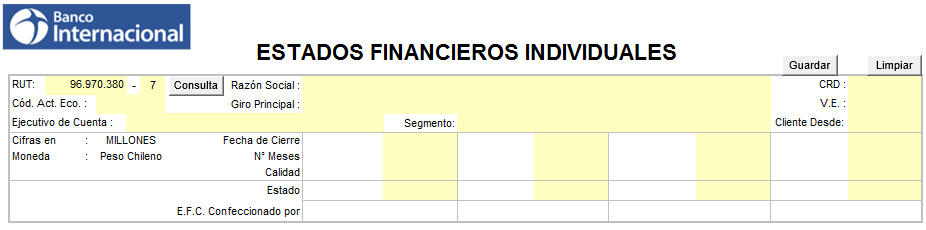 Banco
Internacional
ESTADOS FINANCIEROS INDIVIDUALES
Guardar Limpiar
RUT: 96.970.380 - 7 Consulta Razón Social : CRD :
Cód. Act. Eco. : Giro Principal : V.E. :
Ejecutivo de Cuenta : Segmento: Cliente Desde:
Cifras en : MILLONES Fecha de Cierre
Moneda : Peso Chileno N° Meses
Calidad
Estado
E.F.C. Confeccionado por